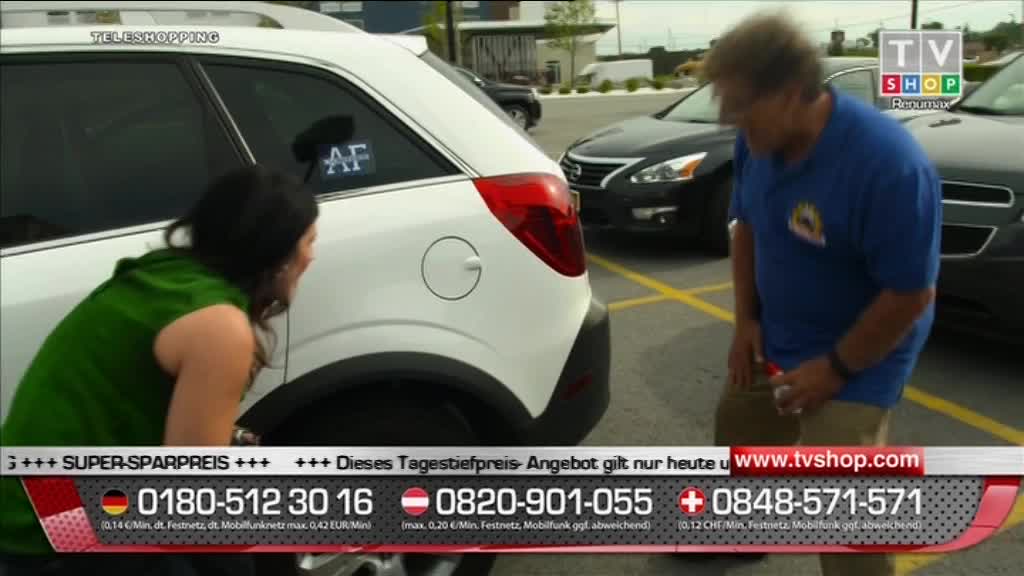 TELESHOPPING
TV
SHOP
Renumax
AF
G +++ SUPER-SPARPREIS +++ +++ Dieses Tagestiefpreis- Angebot gilt nur heute u
www.tvshop.com
0180-512 30 16 0820-901-055 0848-571-571
(0,14 €/Min. dt. Festnetz, dt. Mobilfunknetz max. 0,42 EUR/Min) (max. 0,20 €/Min. Festnetz, Mobilfunk ggf. abweichend) (0,12 CHF/Min. Festnetz, Mobilfunk ggf. abweichend)